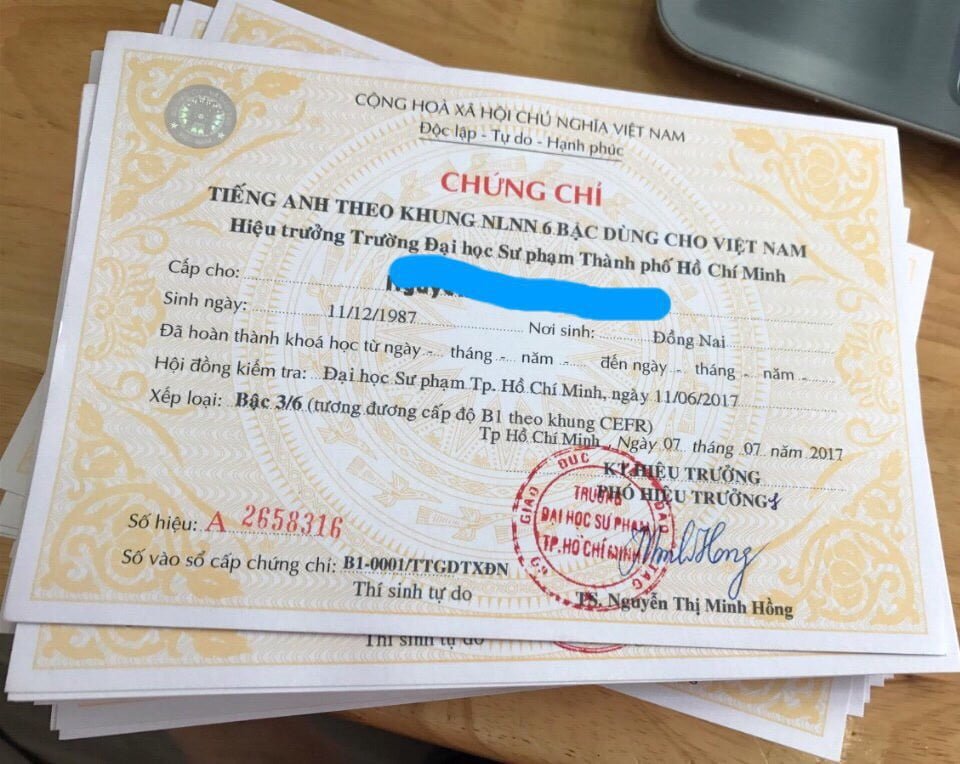 CỘNG HOÀ XÃ HỘI CHỦ NGHĨA VIỆT NAM
Độc lập - Tự do - Hạnh phúc
CHỨNG CHỈ
TIẾNG ANH THEO KHUNG NLNN 6 BẬC DÙNG CHO VIỆT NAM
Hiệu trưởng Trường Đại học Sư phạm Thành phố Hồ Chí Minh
Cấp cho:
Sinh ngày: 11/12/1987 Nơi sinh: Đồng Nai
Đã hoàn thành khoá học từ ngày - tháng - năm - đến ngày - tháng - năm -
Hội đồng kiểm tra: Đại học Sư phạm Tp. Hồ Chí Minh, ngày 11/06/2017
Xếp loại: Bậc 3/6 (tương đương cấp độ B1 theo khung CEFR)
Tp Hồ Chí Minh Ngày 07 tháng 07 năm 2017
KT.HIỆU TRƯỞNG
PHÓ HIỆU TRƯỞNG
GIÁO DỤC ĐÀO TẠO
TRƯỜNG
ĐẠI HỌC SƯ PHẠM
TP.HỒ CHÍ MINH
Số hiệu: A 2658316
Số vào sổ cấp chứng chỉ: B1-0001/TTGDTXĐN
Thí sinh tự do
TS. Nguyễn Thị Minh Hồng
Thí sinh tự do